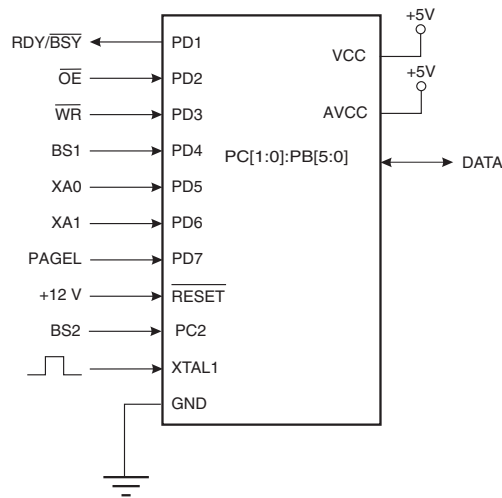 RDY/BSY PD1
OE PD2
WR PD3
BS1 PD4
XA0 PD5
XA1 PD6
PAGEL PD7
+12 V RESET
BS2 PC2
XTAL1
GND
PC[1:0]:PB[5:0]
+5V
VCC
+5V
AVCC
DATA